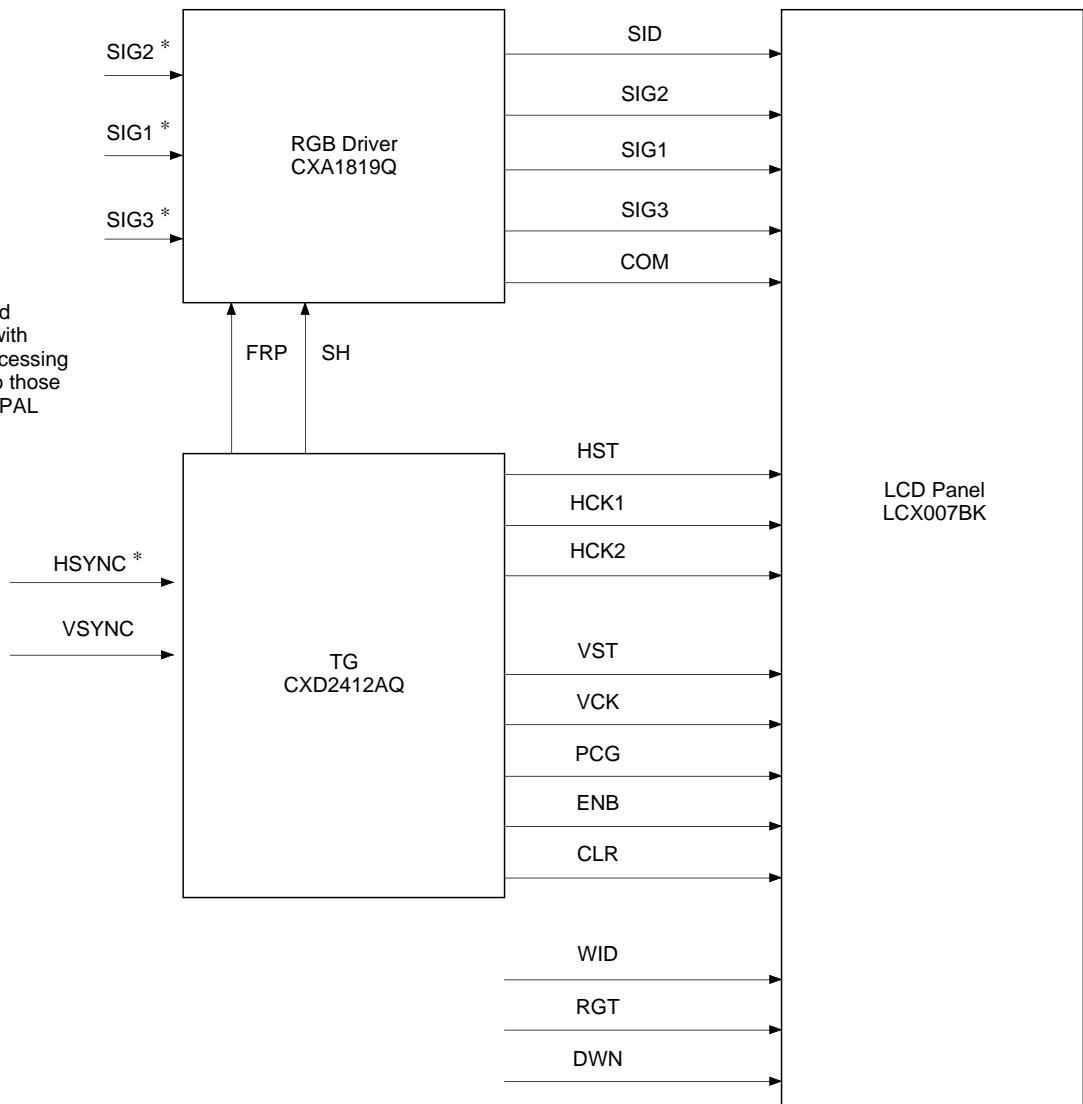 SIG2 *
SIG1 *
SIG3 *
RGB Driver
CXA1819Q
SID
SIG2
SIG1
SIG3
COM
FRP
SH
d
with
cessing
those
PAL
HSYNC *
VSYNC
TG
CXD2412AQ
HST
HCK1
HCK2
VST
VCK
PCG
ENB
CLR
WID
RGT
DWN
LCD Panel
LCX007BK